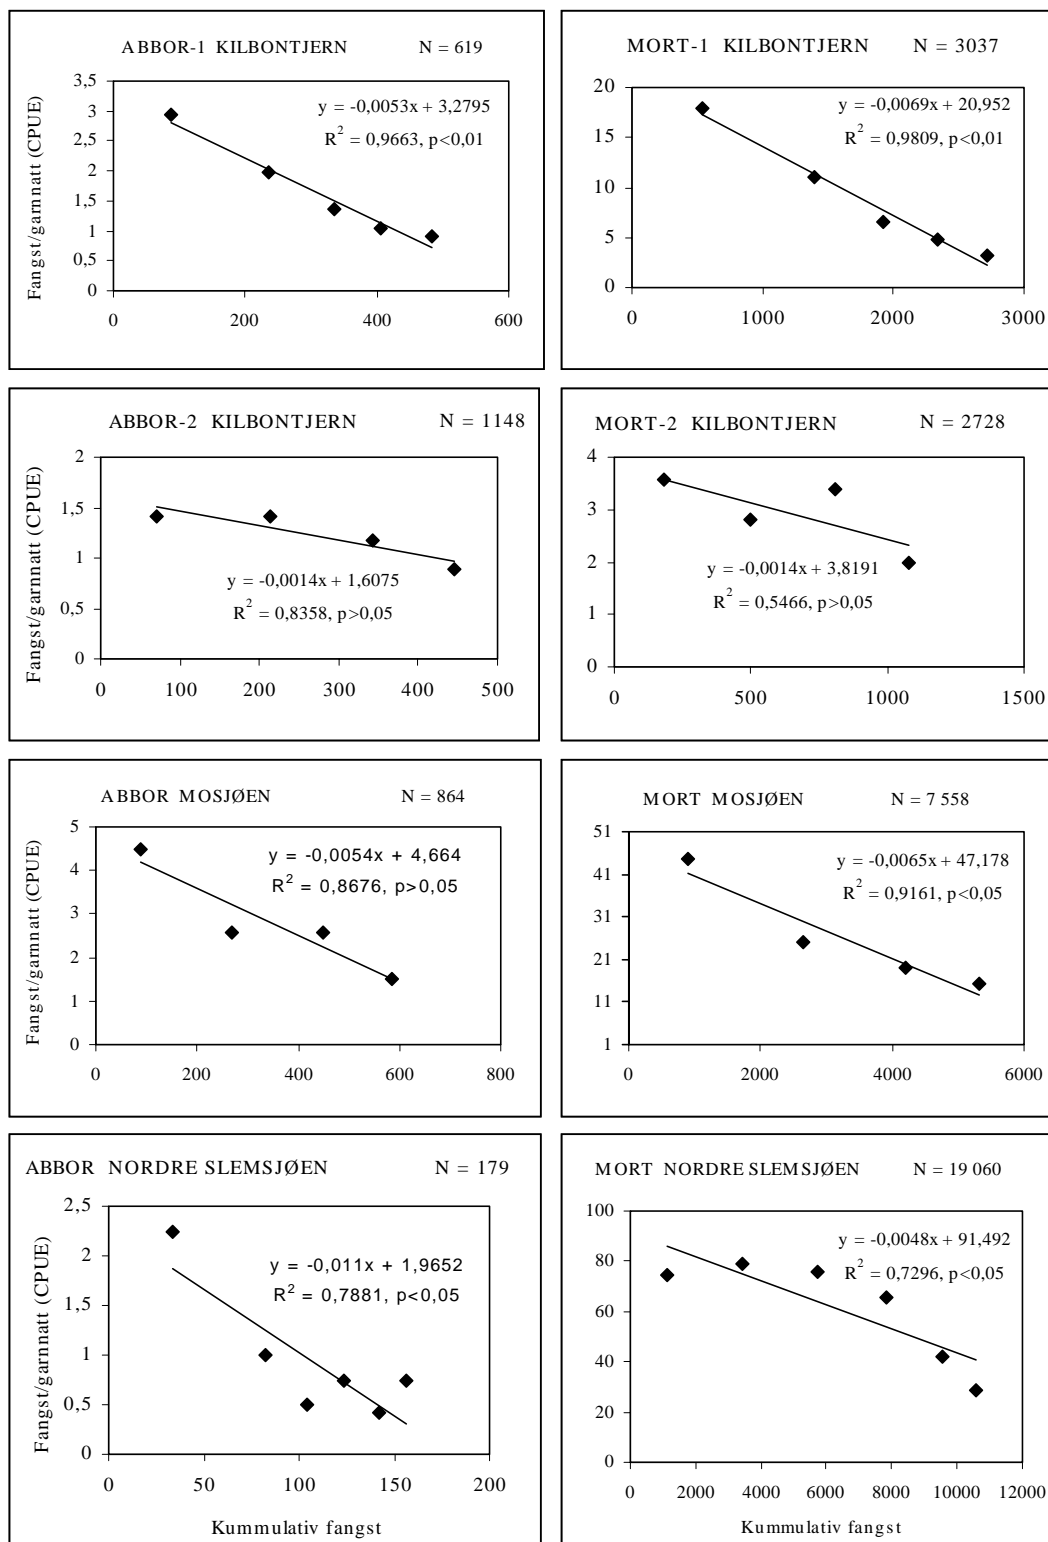 ABBOR-1 KILBONTJERN N = 619
Fangst/garnnatt (CPUE)
3,5
3
2,5
2
1,5
1
0,5
0
y = -0,0053x + 3,2795
R2 = 0,9663, p<0,01
0 200 400 600
MORT-1 KILBONTJERN N = 3037
20
15
10
5
0
y = -0,0069x + 20,952
R2 = 0,9809, p<0,01
0 1000 2000 3000
ABBOR-2 KILBONTJERN N = 1148
Fangst/garnnatt (CPUE)
2
1,5
1
0,5
0
y = -0,0014x + 1,6075
R2 = 0,8358, p>0,05
0 100 200 300 400 500
MORT-2 KILBONTJERN N = 2728
4
3
2
1
0
y = -0,0014x + 3,8191
R2 = 0,5466, p>0,05
0 500 1000 1500
ABBOR MOSJØEN N = 864
Fangst/garnnatt (CPUE)
5
4
3
2
1
0
y = -0,0054x + 4,664
R2 = 0,8676, p>0,05
0 200 400 600 800
MORT MOSJØEN N = 7 558
51
41
31
21
11
1
y = -0,0065x + 47,178
R2 = 0,9161, p<0,05
0 2000 4000 6000
ABBOR NORDRE SLEMSJØEN N = 179
Fangst/garnnatt (CPUE)
2,5
2
1,5
1
0,5
0
y = -0,011x + 1,9652
R2 = 0,7881, p<0,05
0 50 100 150 200
Kummulativ fangst
MORT NORDRE SLEMSJØEN N = 19 060
100
80
60
40
20
0
y = -0,0048x + 91,492
R2 = 0,7296, p<0,05
0 2000 4000 6000 8000 10000 12000
Kummulativ fangst